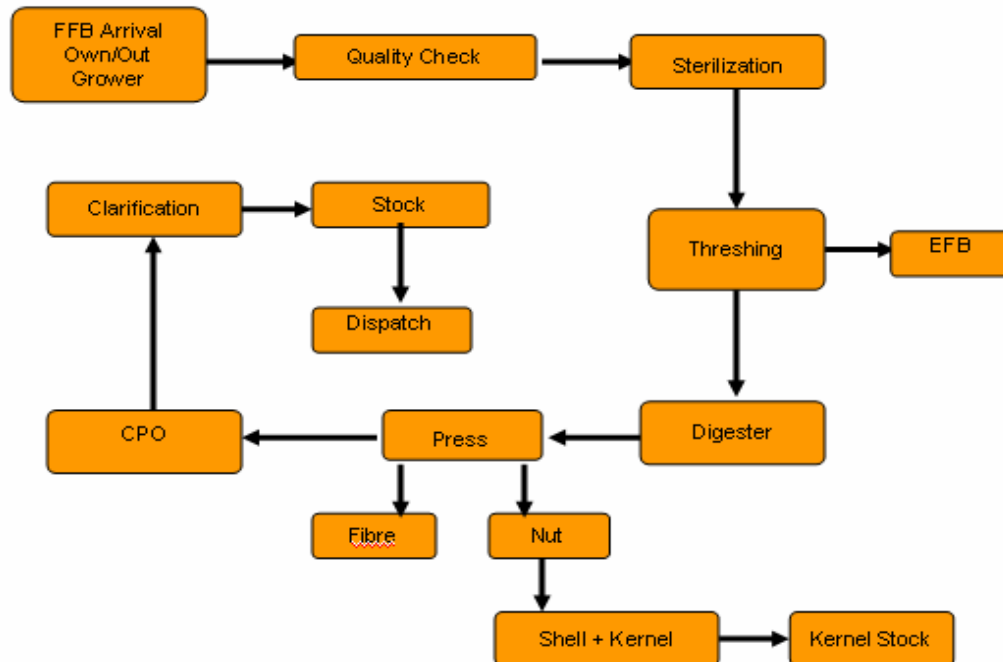 FFB Arrival
Own/Out
Grower
Quality Check
Sterilization
Clarification
Stock
Threshing
EFB
Dispatch
CPO
Press
Digester
Fibre
Nut
Shell + Kernel
Kernel Stock